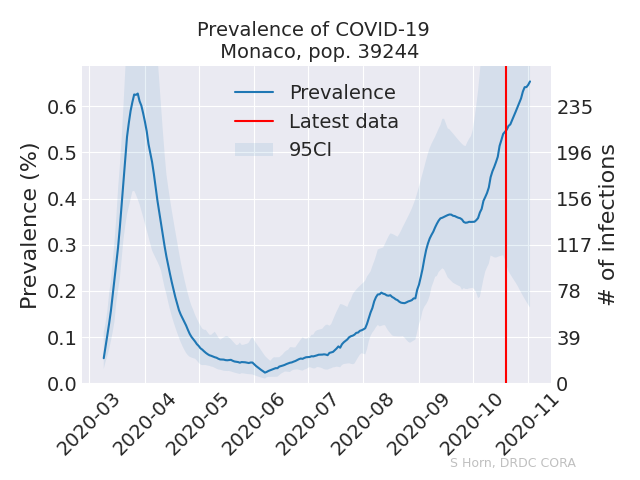 Prevalence of COVID-19
Monaco, pop. 39244
Prevalence
Latest data
95CI
Prevalence (%)
0.6
0.5
0.4
0.3
0.2
0.1
0.0
235
196
156
117
78
39
0
# of infections
2020-03
2020-04
2020-05
2020-06
2020-07
2020-08
2020-09
2020-10
2020-11
S Horn, DRDC CORA